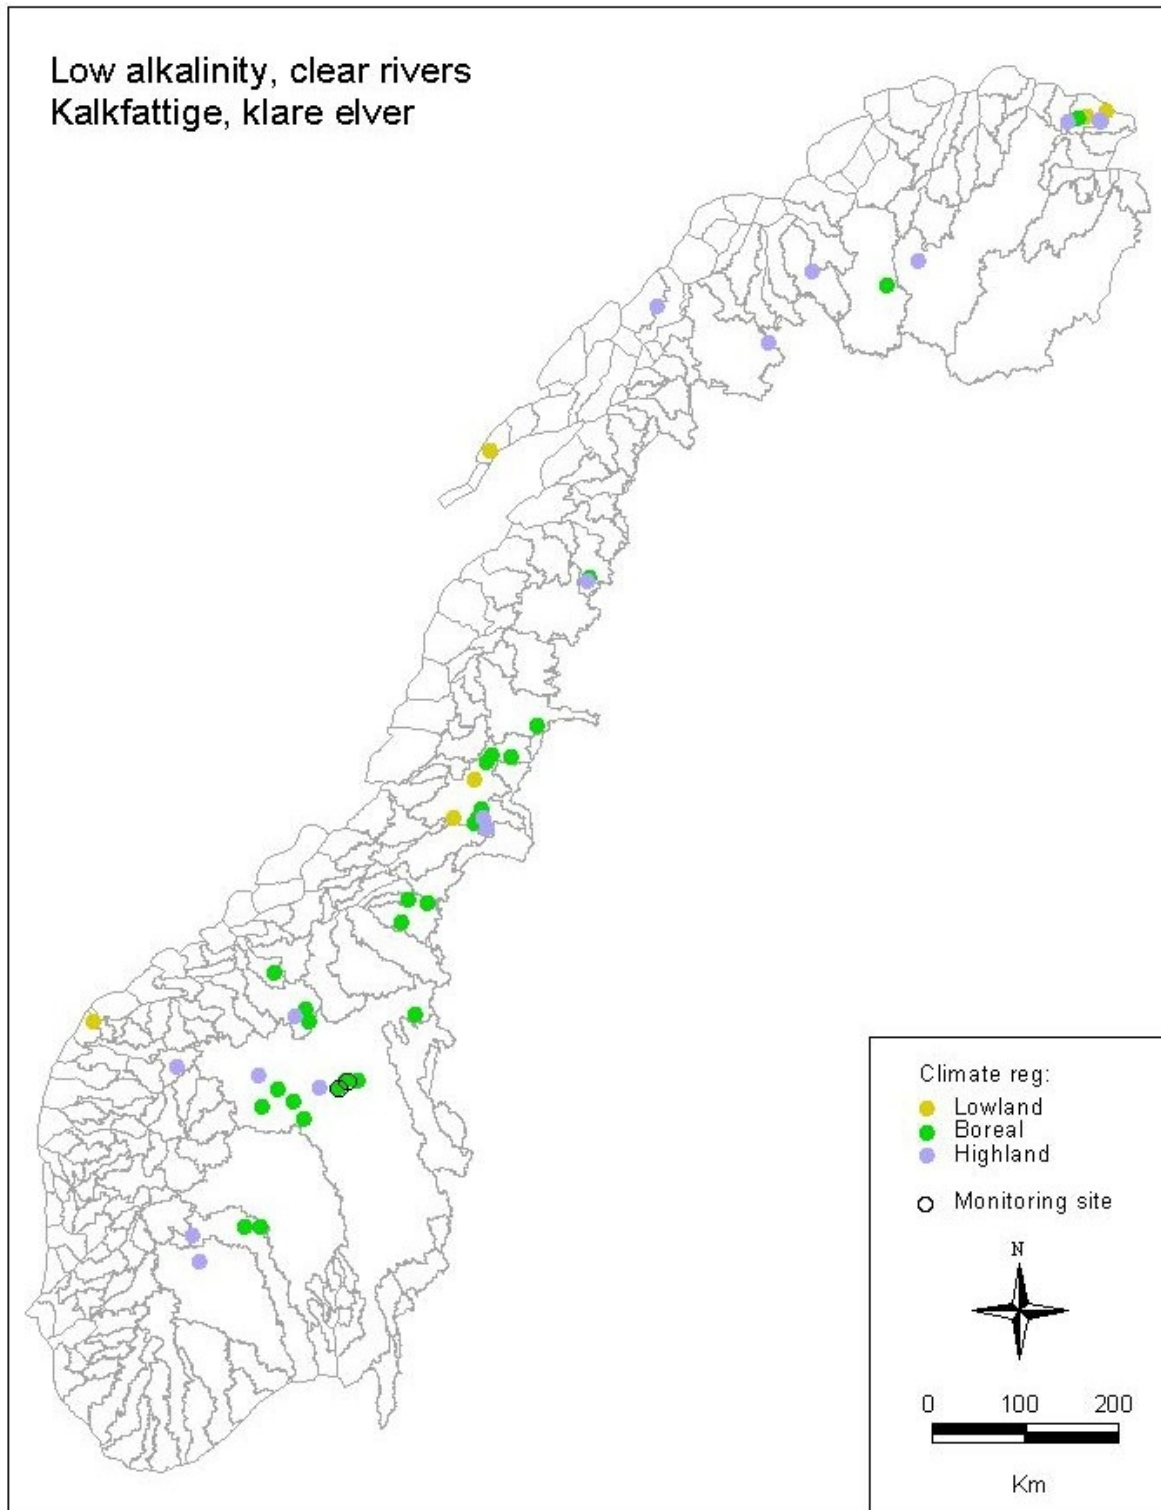 Low alkalinity, clear rivers
Kalkfattige, klare elver
Climate reg:
Lowland
Boreal
Highland
Monitoring site
N
0 100 200
Km